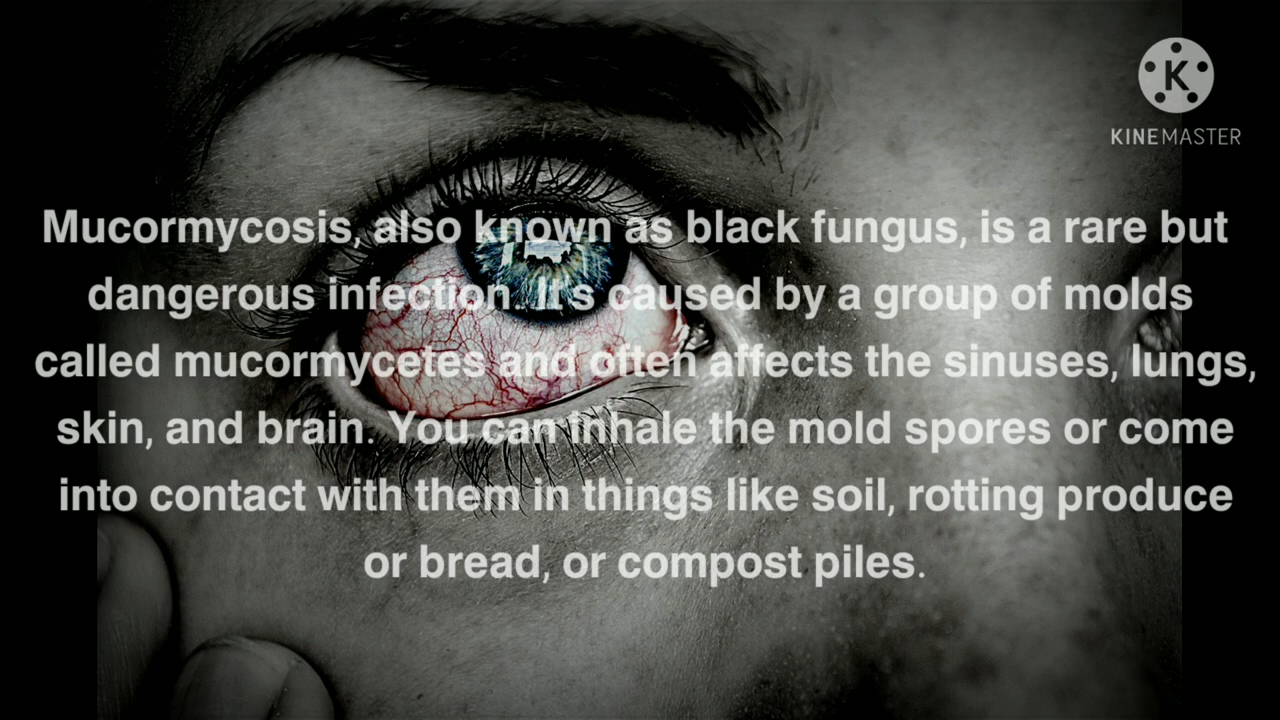 K
KINEMASTER
Mucormycosis, also known as black fungus, is a rare but
dangerous infection. It's caused by a group of molds
called mucormycetes and often affects the sinuses, lungs,
skin, and brain. You can inhale the mold spores or come
into contact with them in things like soil, rotting produce
or bread, or compost piles.